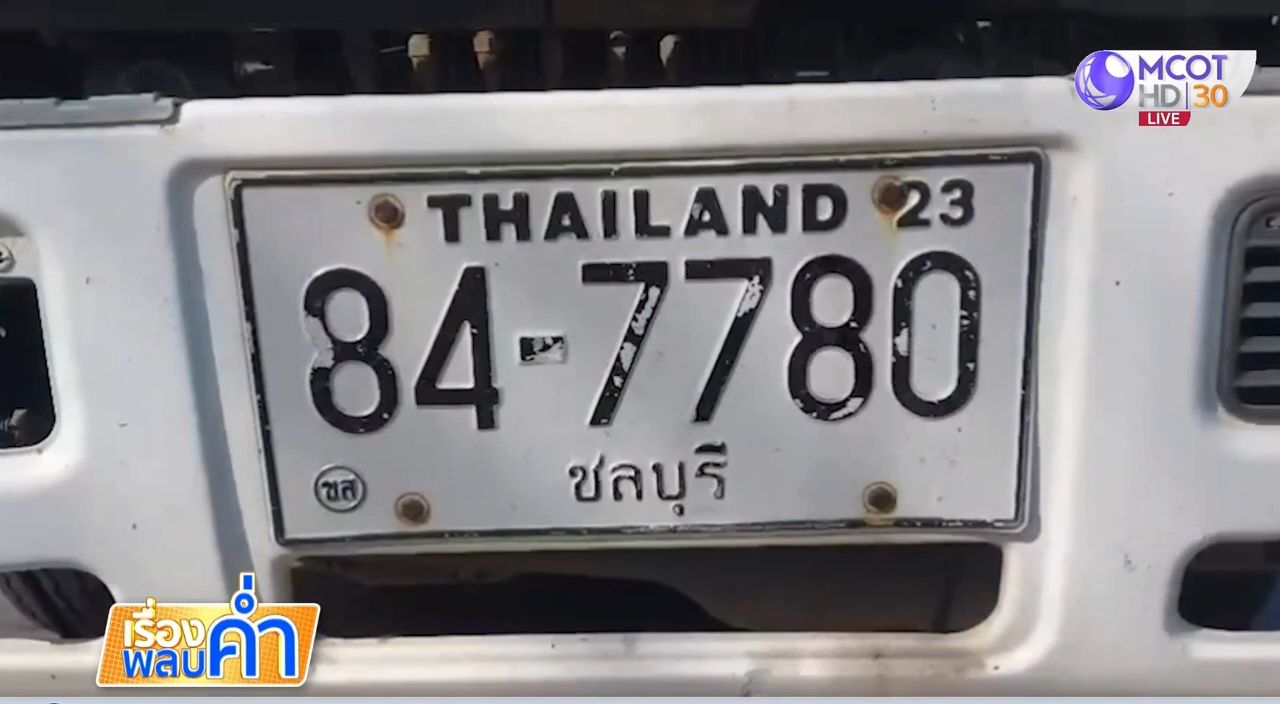 MCOT
HD 30
LIVE
THAILAND 23
84-7780
ชลบุรี
ขส
เรื่อง
พลบ
ค่ำ